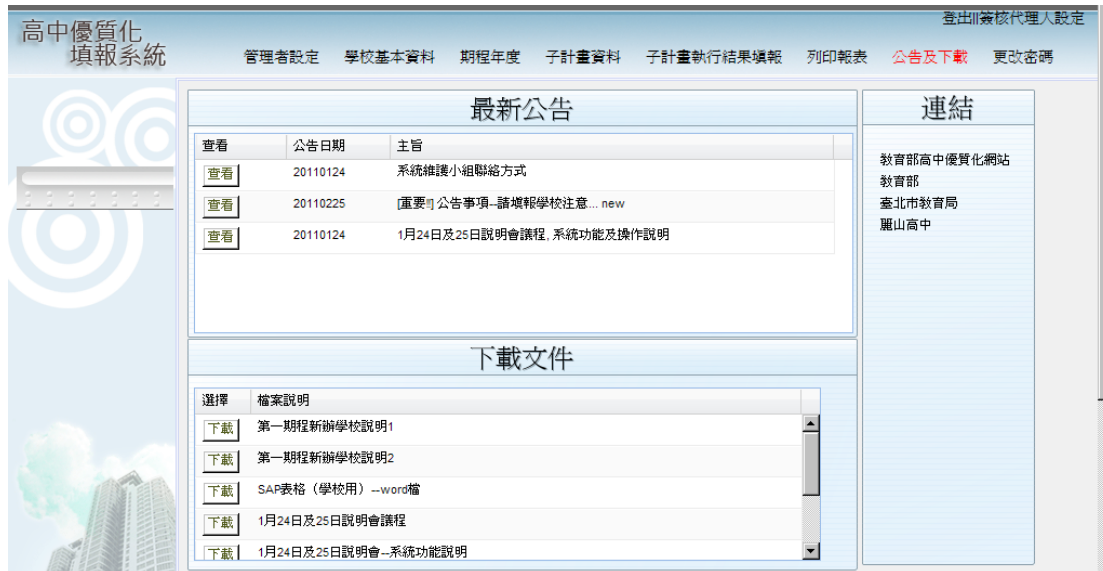 登出||簽核代理人設定
高中優質化
填報系統
管理者設定 學校基本資料 期程年度 子計畫資料 子計畫執行結果填報 列印報表 公告及下載 更改密碼
最新公告
查看 公告日期 主旨
查看 20110124 系統維護小組聯絡方式
查看 20110225 [重要!] 公告事項--請填報學校注意... new
查看 20110124 1月24日及25日說明會議程, 系統功能及操作說明
連結
教育部高中優質化網站
教育部
臺北市教育局
麗山高中
下載文件
選擇 檔案說明
下載 第一期程新辦學校說明1
下載 第一期程新辦學校說明2
下載 SAP表格（學校用）--word檔
下載 1月24日及25日說明會議程
下載 1月24日及25日說明會--系統功能說明